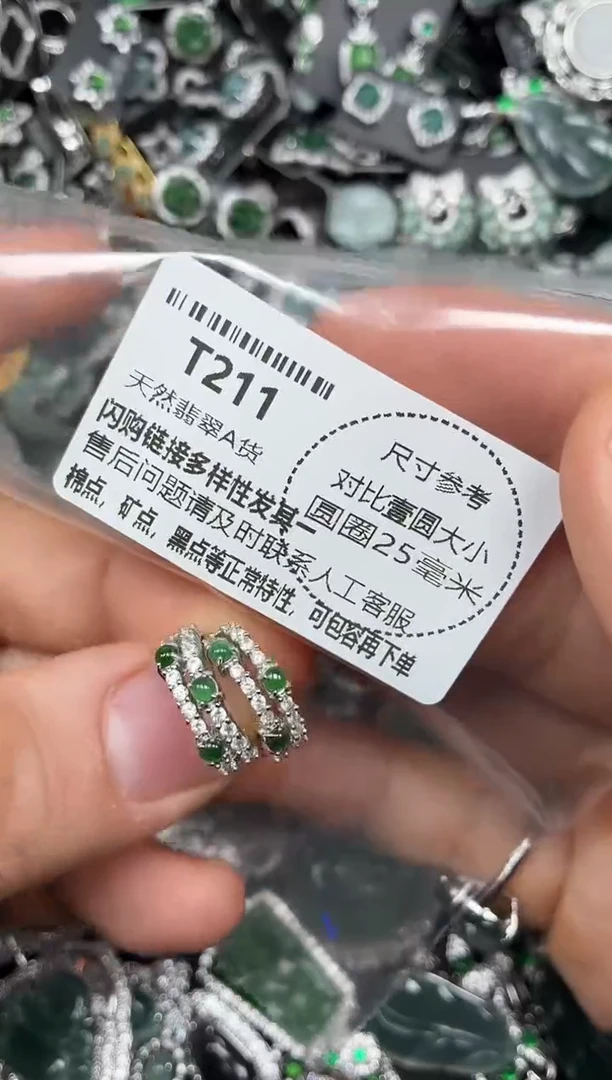 T211
天然翡翠A货
闪购链接多样性发其一
售后问题请及时联系人工客服
棉点, 矿点, 黑点等正常特性, 可包容再下单
尺寸参考
对比壹圆大小
圆圈25毫米